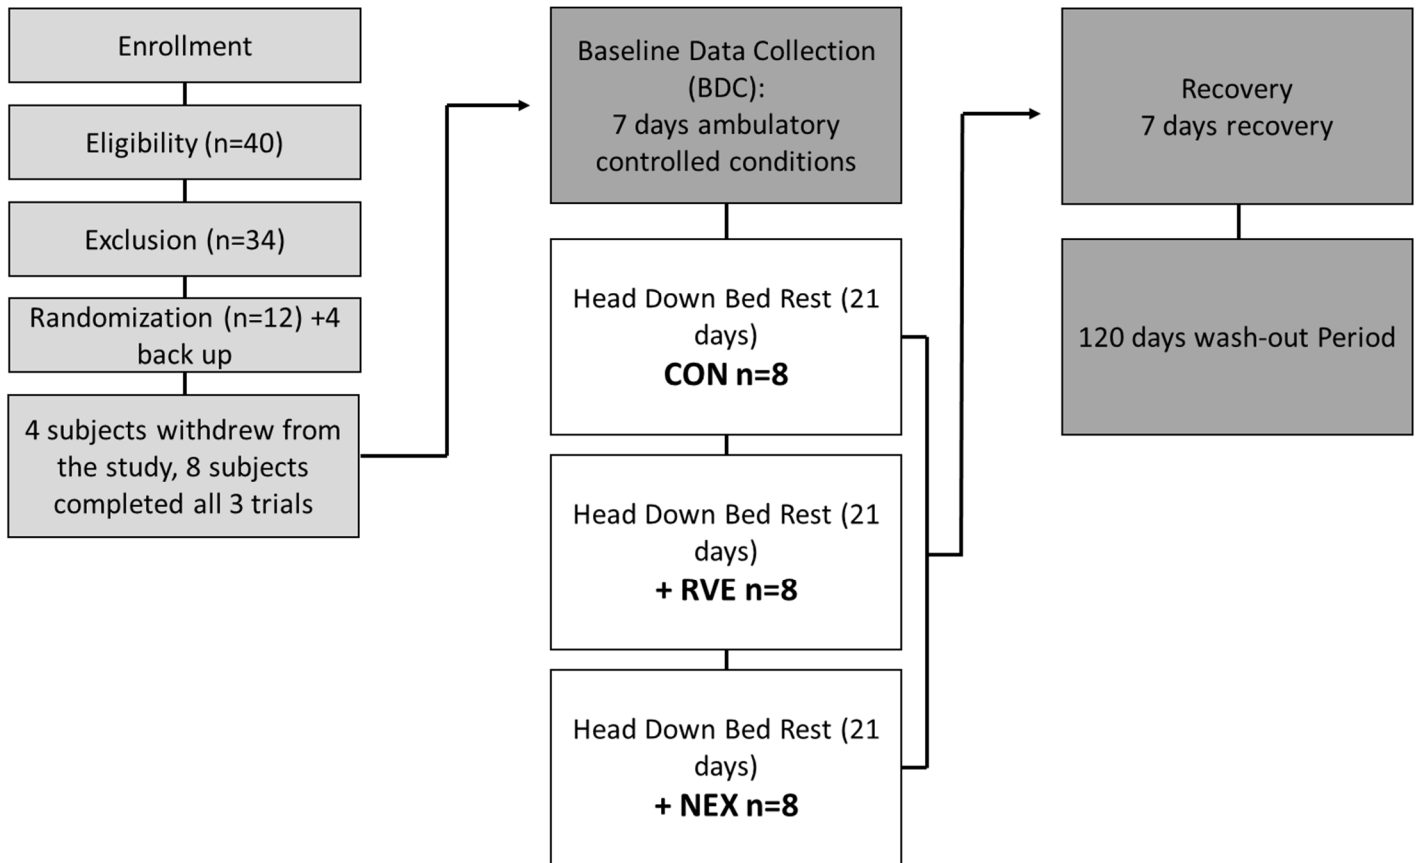 Enrollment
Eligibility (n=40)
Exclusion (n=34)
Randomization (n=12) +4
back up
4 subjects withdrew from
the study, 8 subjects
completed all 3 trials
Baseline Data Collection
(BDC):
7 days ambulatory
controlled conditions
Head Down Bed Rest (21
days)
CON n=8
Head Down Bed Rest (21
days)
+ RVE n=8
Head Down Bed Rest (21
days)
+ NEX n=8
Recovery
7 days recovery
120 days wash-out Period